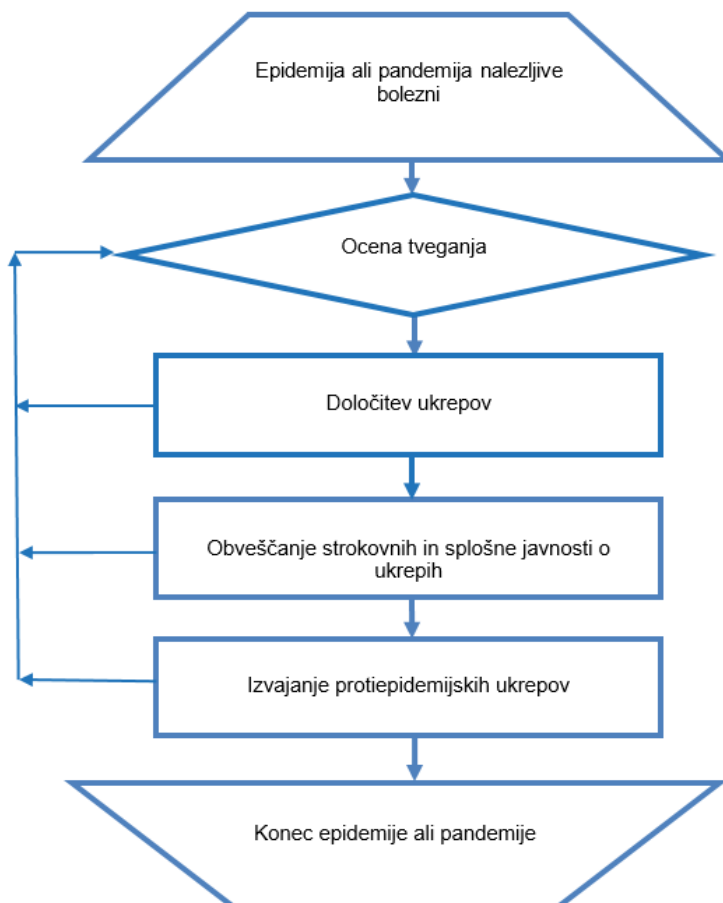 Epidemija ali pandemija nalezljive
bolezni
Ocena tveganja
Določitev ukrepov
Obveščanje strokovnih in splošne javnosti o
ukrepih
Izvajanje protiepidemijskih ukrepov
Konec epidemije ali pandemije